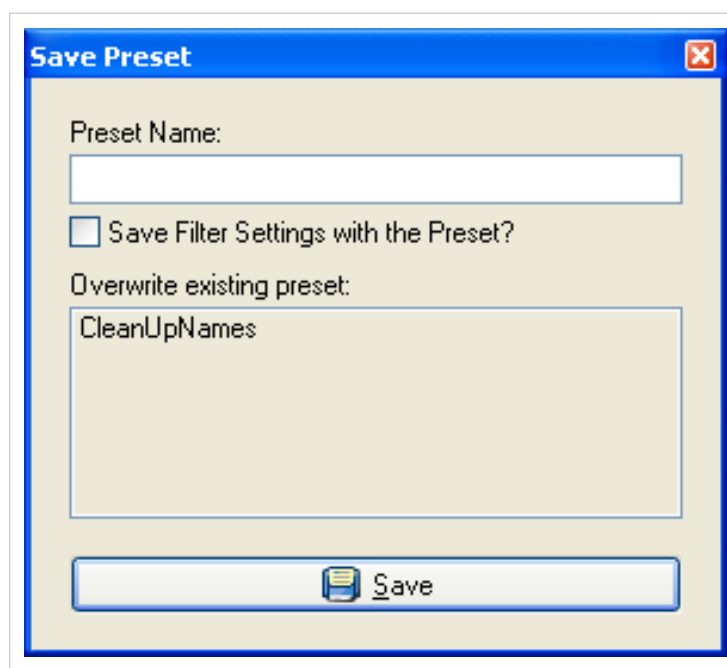 Save Preset
Preset Name:
Save Filter Settings with the Preset?
Overwrite existing preset:
CleanUpNames
Save